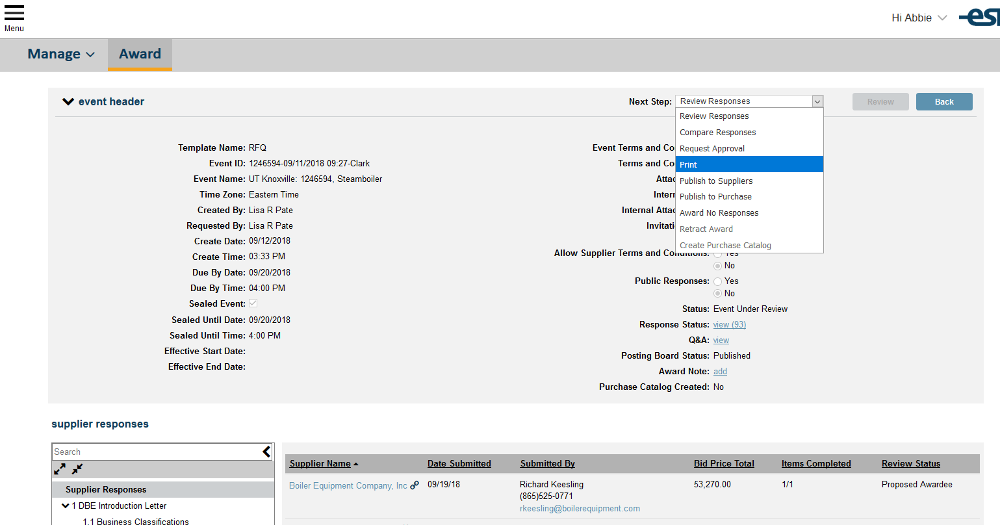 Menu
Hi Abbie
Manage
Award
event header
Next Step: Review Responses
Review
Back
Review Responses
Compare Responses
Request Approval
Print
Publish to Suppliers
Publish to Purchase
Award No Responses
Retract Award
Create Purchase Catalog
Template Name: RFQ
Event ID: 1246594-09/11/2018 09:27-Clark
Event Name: UT Knoxville: 1246594, Steamboiler
Time Zone: Eastern Time
Created By: Lisa R Pate
Requested By: Lisa R Pate
Create Date: 09/12/2018
Create Time: 03:33 PM
Due By Date: 09/20/2018
Due By Time: 04:00 PM
Sealed Event:
Sealed Until Date: 09/20/2018
Sealed Until Time: 4:00 PM
Effective Start Date:
Effective End Date:
Event Terms and Co
Terms and Co
Attac
Intern
Internal Attac
Invitati
Allow Supplier Terms and Conditions: Yes
No
Public Responses: Yes
No
Status: Event Under Review
Response Status: view (93)
Q&A: view
Posting Board Status: Published
Award Note: add
Purchase Catalog Created: No
supplier responses
Search
Supplier Responses
1 DBE Introduction Letter
1.1 Business Classifications
Supplier Name Date Submitted Submitted By Bid Price Total Items Completed Review Status
Boiler Equipment Company, Inc 09/19/18 Richard Keesling 53,270.00 1/1 Proposed Awardee
(865)525-0771
rkeesling@boilerequipment.com